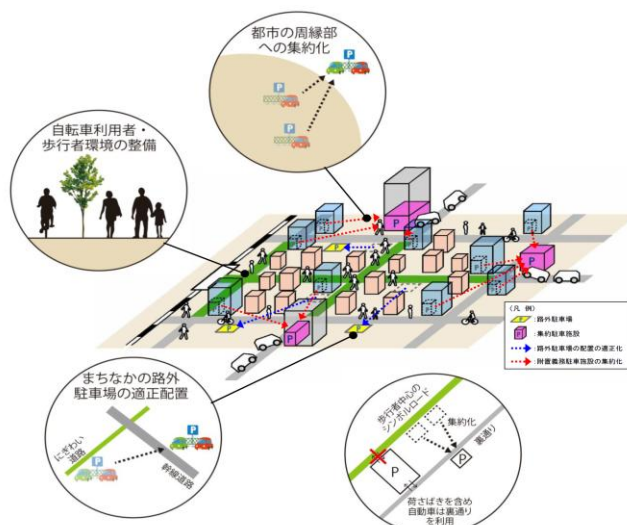 都市の周縁部
への集約化
P
P
P
自転車利用者・
歩行者環境の整備
P
P
P
P
P
P
P
P
P
P
P
P
P
P
(凡 例)
P :路外駐車場
P :集約駐車施設
:路外駐車場の配置の適正化
:附置義務駐車施設の集約化
まちなかの路外
駐車場の適正配置
にぎわい
道路
P
P
幹線道路
歩行者中心の
シンボルロード
集約化
裏通り
P
P
荷さばきを含め
自動車は裏通り
を利用